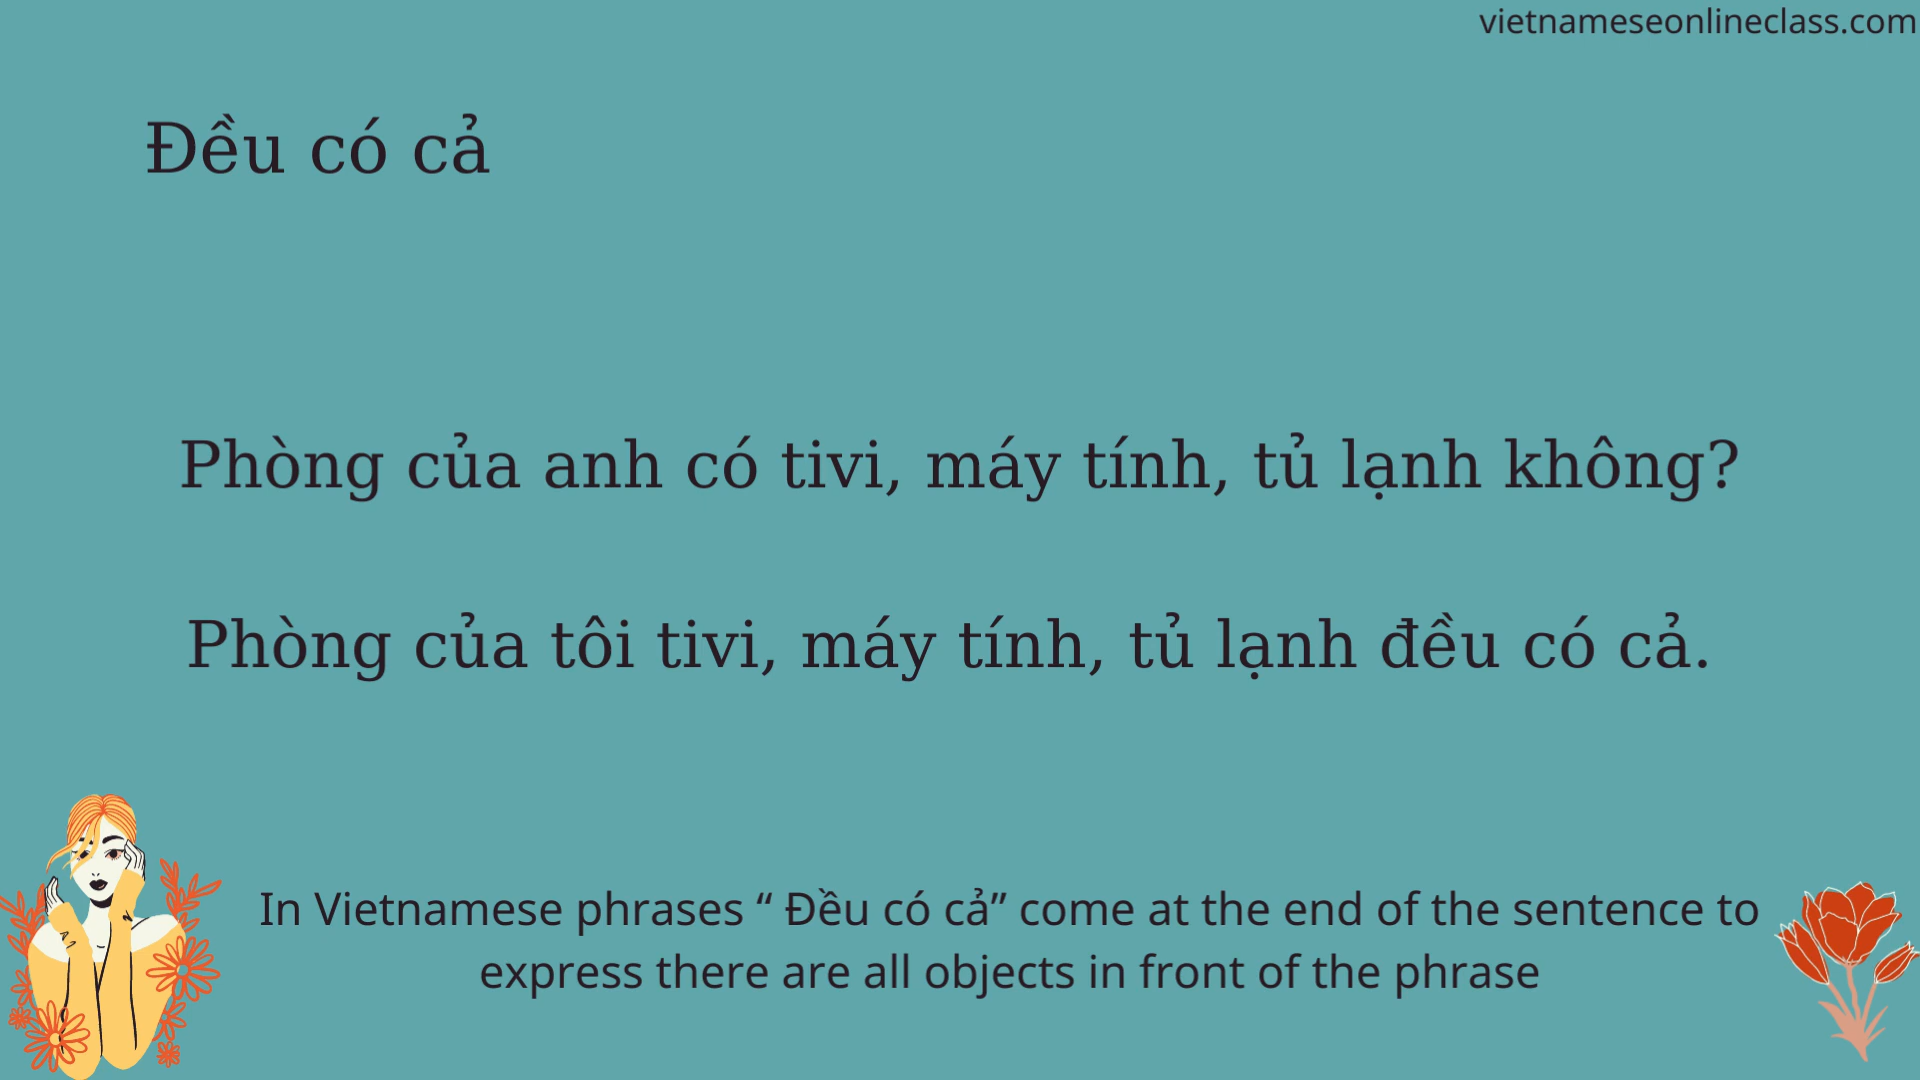 vietnameseonlineclass.com
Đều có cả
Phòng của anh có tivi, máy tính, tủ lạnh không?
Phòng của tôi tivi, máy tính, tủ lạnh đều có cả.
In Vietnamese phrases “ Đều có cả” come at the end of the sentence to
express there are all objects in front of the phrase